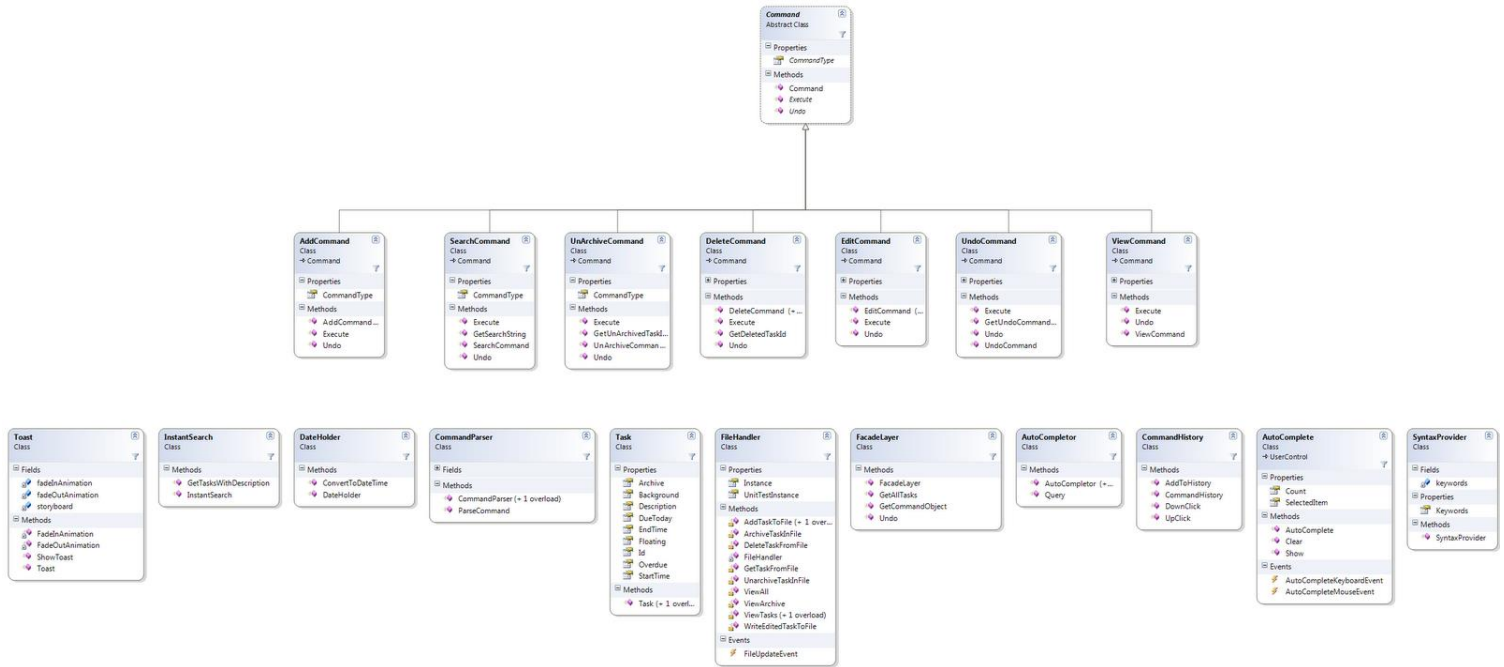 Command
Abstract Class
Properties
CommandType
Methods
Command
Execute
Undo
AddCommand
Class
Command
Properties
CommandType
Methods
AddCommand...
Execute
Undo
SearchCommand
Class
Command
Properties
CommandType
Methods
Execute
GetSearchString
SearchCommand
Undo
UnArchiveCommand
Class
Command
Properties
CommandType
Methods
Execute
GetUnArchivedTaskI...
UnArchiveComman...
Undo
DeleteCommand
Class
Command
Properties
Methods
DeleteCommand (+...
Execute
GetDeletedTaskId
Undo
EditCommand
Class
Command
Properties
Methods
EditCommand (...
Execute
Undo
UndoCommand
Class
Command
Properties
Methods
Execute
GetUndoCommand...
Undo
UndoCommand
ViewCommand
Class
Command
Properties
Methods
Execute
Undo
ViewCommand
Toast
Class
Fields
fadeInAnimation
fadeOutAnimation
storyboard
Methods
FadeInAnimation
FadeOutAnimation
ShowToast
Toast
InstantSearch
Class
Methods
GetTasksWithDescription
InstantSearch
DateHolder
Class
Methods
ConvertToDateTime
DateHolder
CommandParser
Class
Fields
Methods
CommandParser (+ 1 overload)
ParseCommand
Task
Class
Properties
Archive
Background
Description
DueToday
EndTime
Floating
Id
Overdue
StartTime
Methods
Task (+ 1 overl...
FileHandler
Class
Properties
Instance
UnitTestInstance
Methods
AddTaskToFile (+ 1 over...
ArchiveTaskInFile
DeleteTaskFromFile
FileHandler
GetTaskFromFile
UnarchiveTaskInFile
ViewAll
ViewArchive
ViewTasks (+ 1 overload)
WriteEditedTaskToFile
Events
FileUpdateEvent
FacadeLayer
Class
Methods
FacadeLayer
GetAllTasks
GetCommandObject
Undo
AutoCompletor
Class
Methods
AutoCompletor (+...
Query
CommandHistory
Class
Methods
AddToHistory
CommandHistory
DownClick
UpClick
AutoComplete
Class
UserControl
Properties
Count
SelectedItem
Methods
AutoComplete
Clear
Show
Events
AutoCompleteKeyboardEvent
AutoCompleteMouseEvent
SyntaxProvider
Class
Fields
keywords
Properties
Keywords
Methods
SyntaxProvider